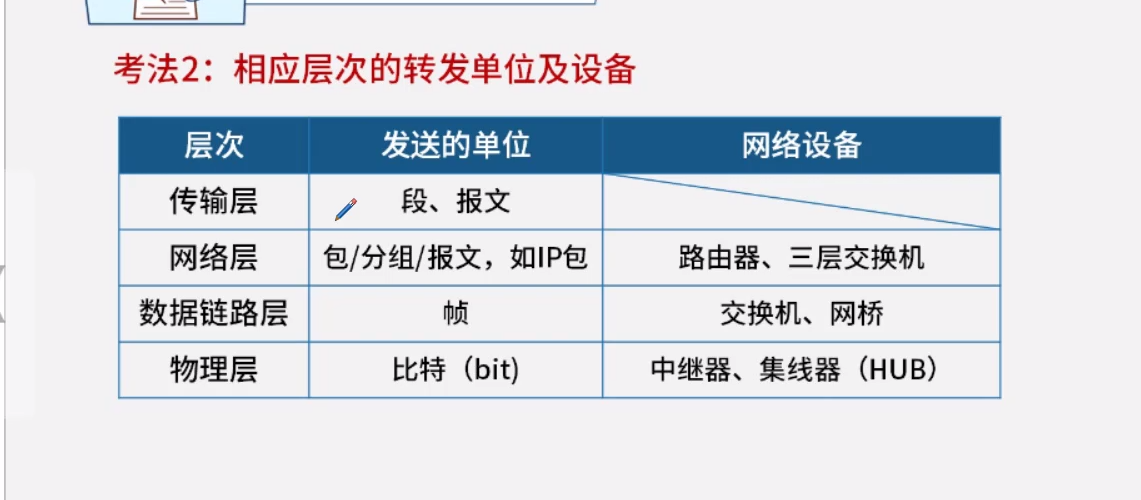 考法2：相应层次的转发单位及设备
层次 发送的单位 网络设备
传输层 段、报文
网络层 包/分组/报文，如IP包 路由器、三层交换机
数据链路层 帧 交换机、网桥
物理层 比特（bit) 中继器、集线器（HUB）